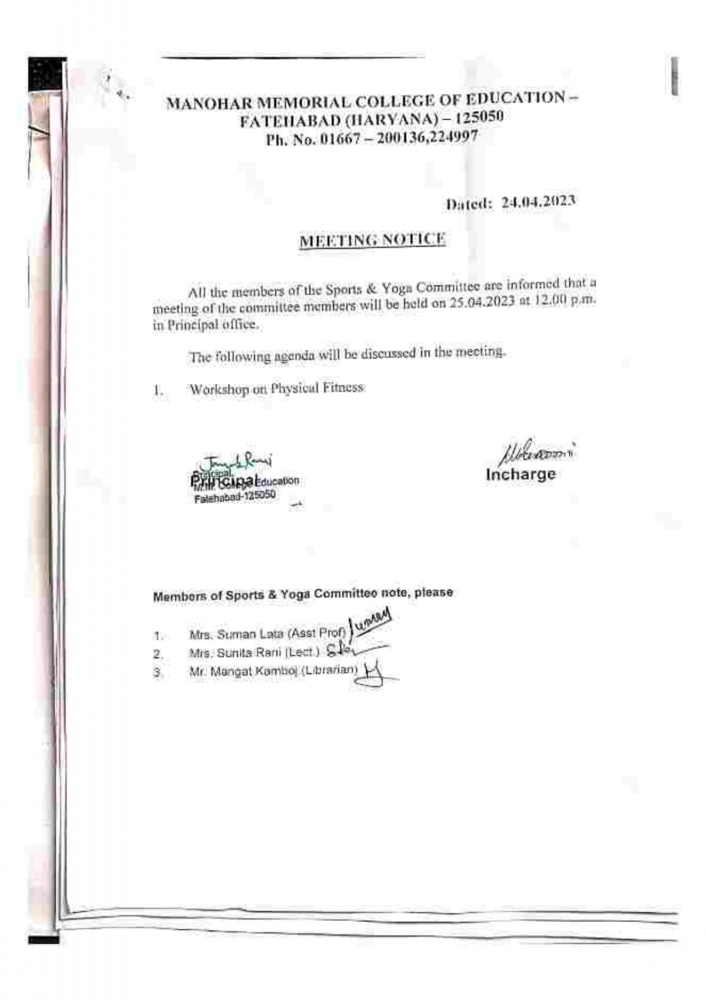 MANOHAR MEMORIAL COLLEGE OF EDUCATION –
FATEHABAD (HARYANA) – 125050
Ph. No. 01667 – 200136,224997
Dated: 24.04.2023
MEETING NOTICE
All the members of the Sports & Yoga Committee are informed that a
meeting of the committee members will be held on 25.04.2023 at 12.00 p.m.
in Principal office.
The following agenda will be discussed in the meeting.
1. Workshop on Physical Fitness
Principal
Principal
M.M. College Education
Fatehabad-125050
Incharge
Members of Sports & Yoga Committee note, please
1. Mrs. Suman Lata (Asst Prof)
2. Mrs. Sunita Rani (Lect.)
3. Mr. Mangat Kamboj (Librarian)